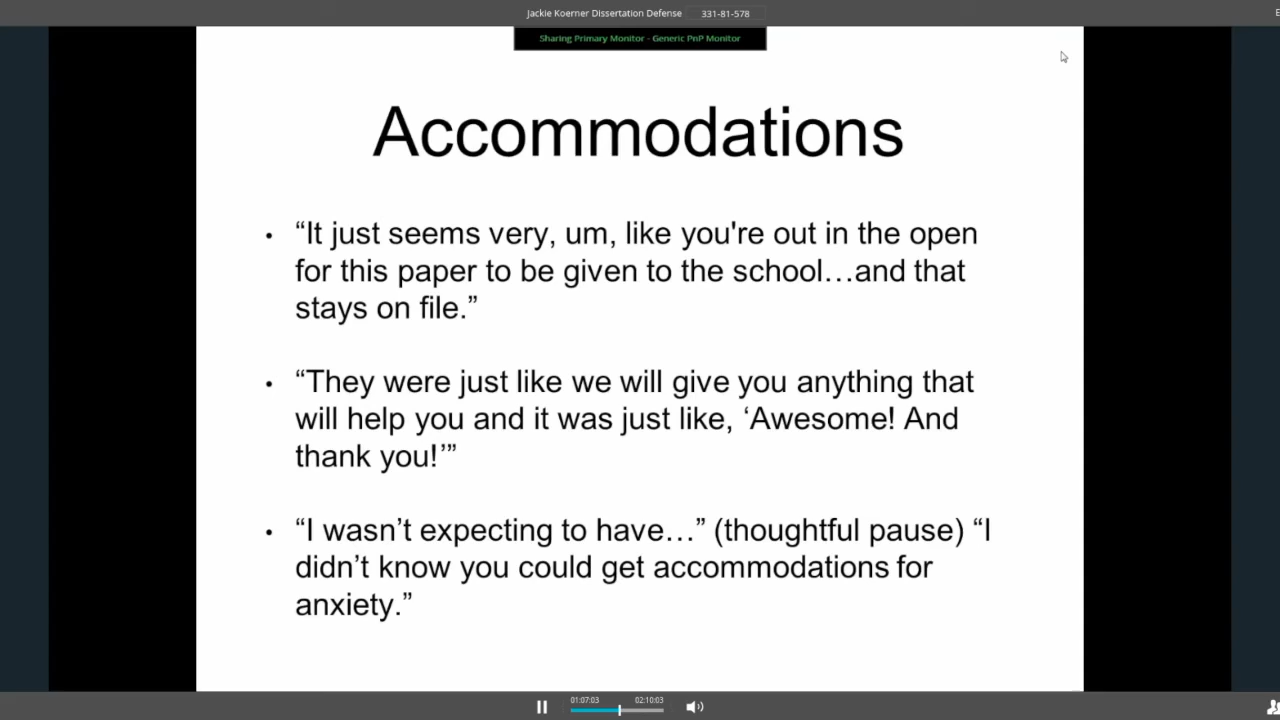 Jackie Koerner Dissertation Defense 331-81-578
E
Sharing Primary Monitor - Generic PnP Monitor
Accommodations
• “It just seems very, um, like you're out in the open
for this paper to be given to the school…and that
stays on file.”
• “They were just like we will give you anything that
will help you and it was just like, ‘Awesome! And
thank you!’”
• “I wasn’t expecting to have…” (thoughtful pause) “I
didn’t know you could get accommodations for
anxiety.”
01:07:03 02:10:03